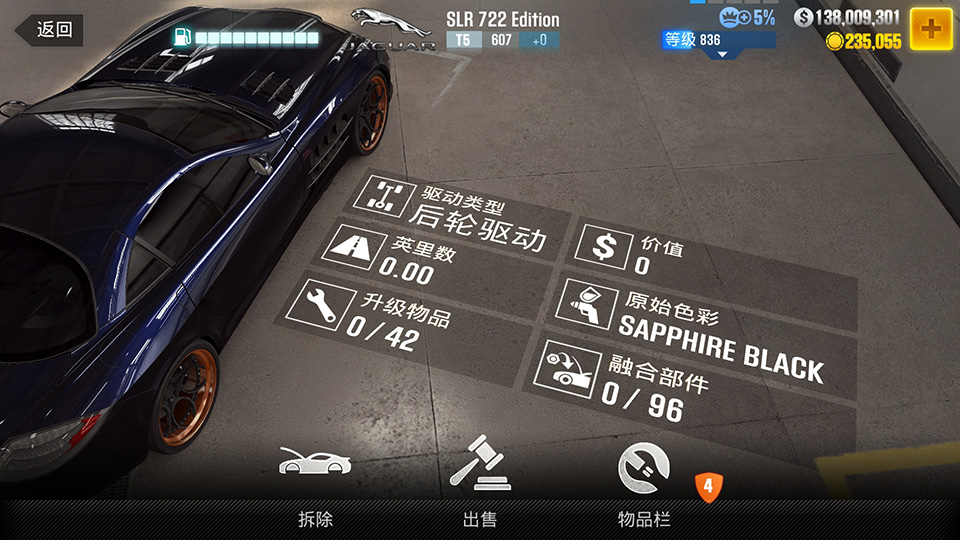 返回
JAGUAR
SLR 722 Edition
T5 607 +0
5%
138,009,301
等级 836
235,055
驱动类型
后轮驱动
英里数
0.00
升级物品
0 / 42
价值
0
原始色彩
SAPPHIRE BLACK
融合部件
0 / 96
4
拆除
出售
物品栏